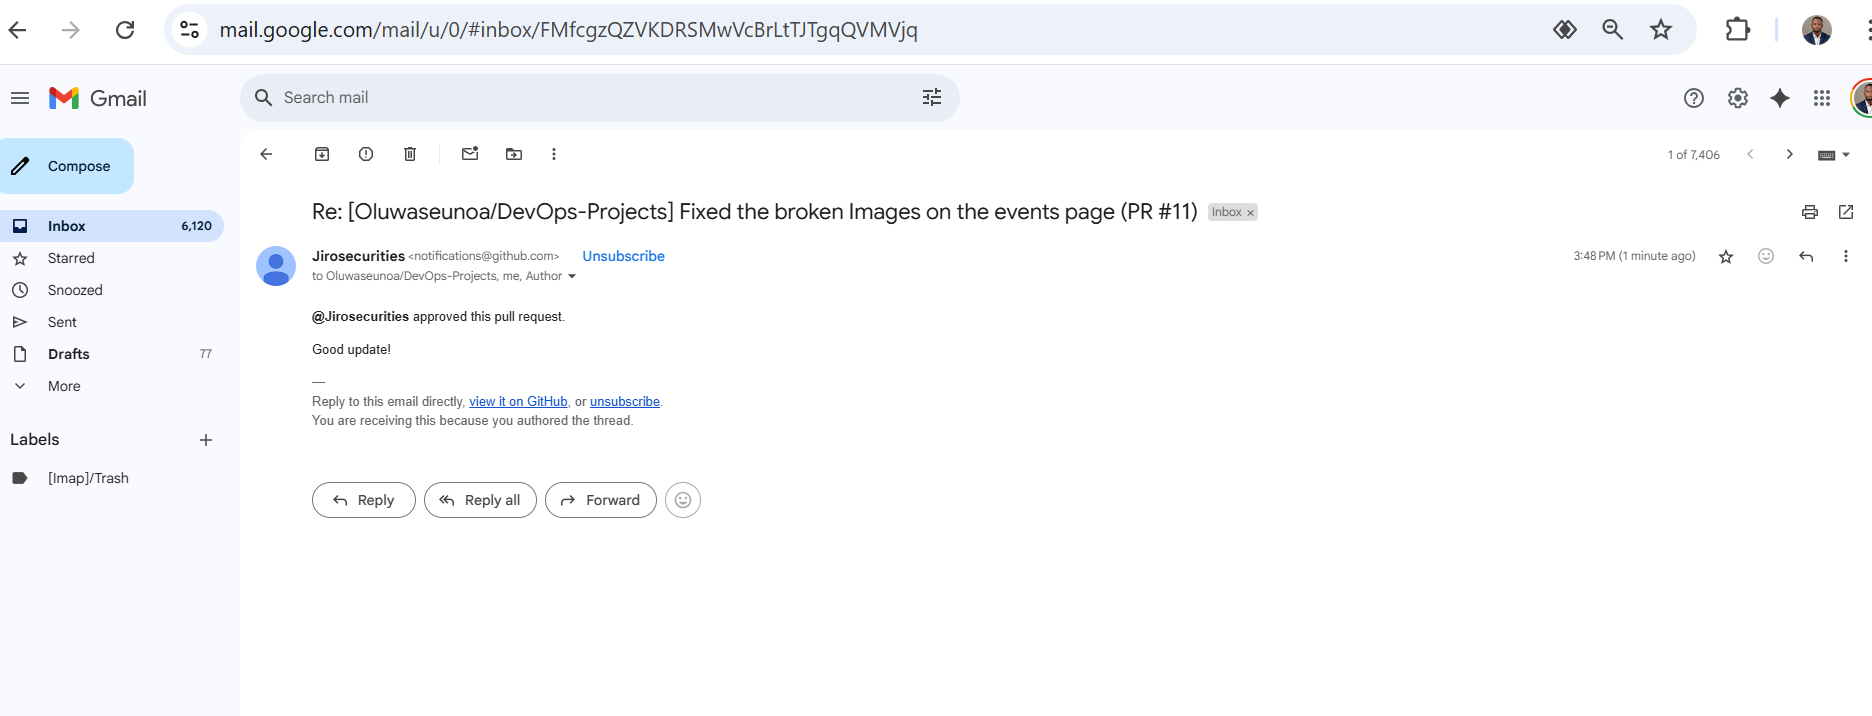 mail.google.com/mail/u/0/#inbox/FMfcgzQZVKDRSMwVcBrLtTJTgqQVMVjq
Gmail
Search mail
Compose
1 of 7,406
Inbox 6,120
Starred
Snoozed
Sent
Drafts 77
More
Labels
[Imap]/Trash
Re: [Oluwaseunoa/DevOps-Projects] Fixed the broken Images on the events page (PR #11) Inbox x
Jirosecurities <notifications@github.com> Unsubscribe 3:48 PM (1 minute ago)
to Oluwaseunoa/DevOps-Projects, me, Author
@Jirosecurities approved this pull request.
Good update!
—
Reply to this email directly, view it on GitHub, or unsubscribe.
You are receiving this because you authored the thread.
Reply Reply all Forward